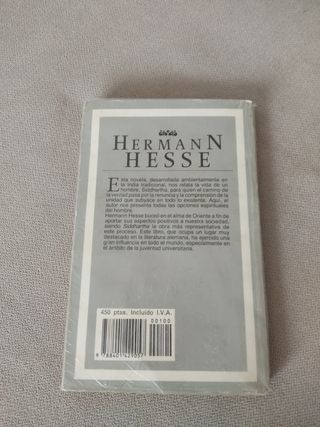 HERMANN
HESSE
Esta novela, desarrollada ambientalmente en
la India tradicional, nos relata la vida de un
hombre, Siddhartha, para quien el camino de
la verdad pasa por la renuncia y la comprensión de la
unidad que subyace en todo lo existente. Aquí, el
autor nos presenta todas las opciones espirituales
del hombre.
Hermann Hesse buceó en el alma de Oriente a fin de
aportar sus aspectos positivos a nuestra sociedad,
siendo Siddhartha la obra más representativa de
este proceso. Este libro, que ocupa un lugar muy
destacado en la literatura alemana, ha ejercido una
gran influencia en todo el mundo, especialmente en
el ámbito de la juventud universitaria.
450 ptas. Incluido I.V.A.
00100
9 788401 429057